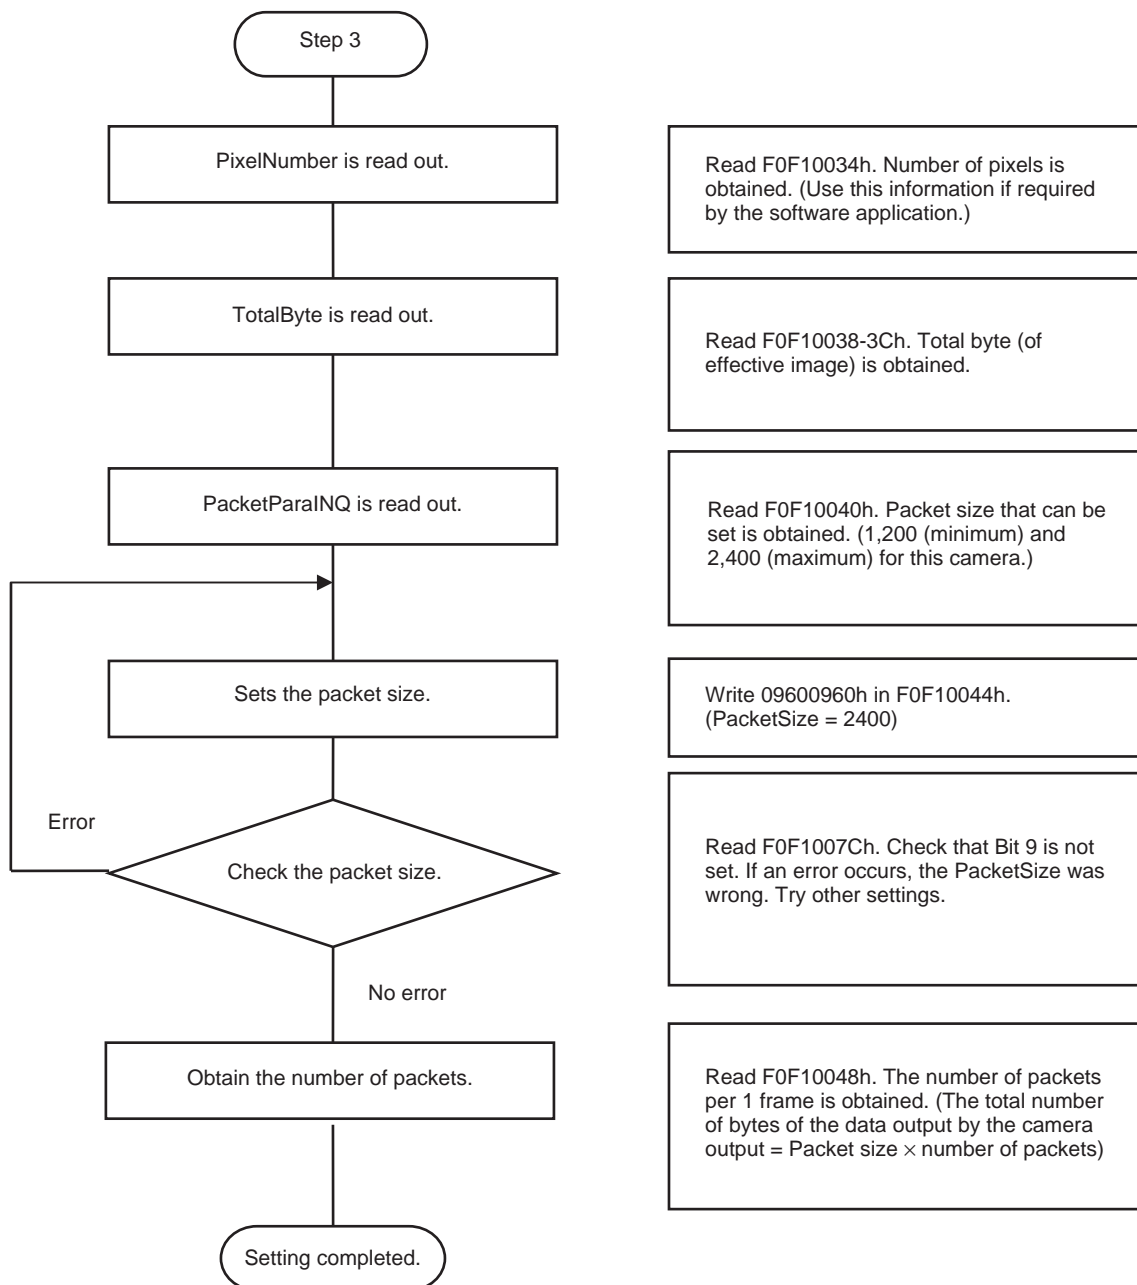 Step 3
PixelNumber is read out.
Read F0F10034h. Number of pixels is
obtained. (Use this information if required
by the software application.)
TotalByte is read out.
Read F0F10038-3Ch. Total byte (of
effective image) is obtained.
PacketParaINQ is read out.
Read F0F10040h. Packet size that can be
set is obtained. (1,200 (minimum) and
2,400 (maximum) for this camera.)
Sets the packet size.
Write 09600960h in F0F10044h.
(PacketSize = 2400)
Error
Check the packet size.
Read F0F1007Ch. Check that Bit 9 is not
set. If an error occurs, the PacketSize was
wrong. Try other settings.
No error
Obtain the number of packets.
Read F0F10048h. The number of packets
per 1 frame is obtained. (The total number
of bytes of the data output by the camera
output = Packet size × number of packets)
Setting completed.